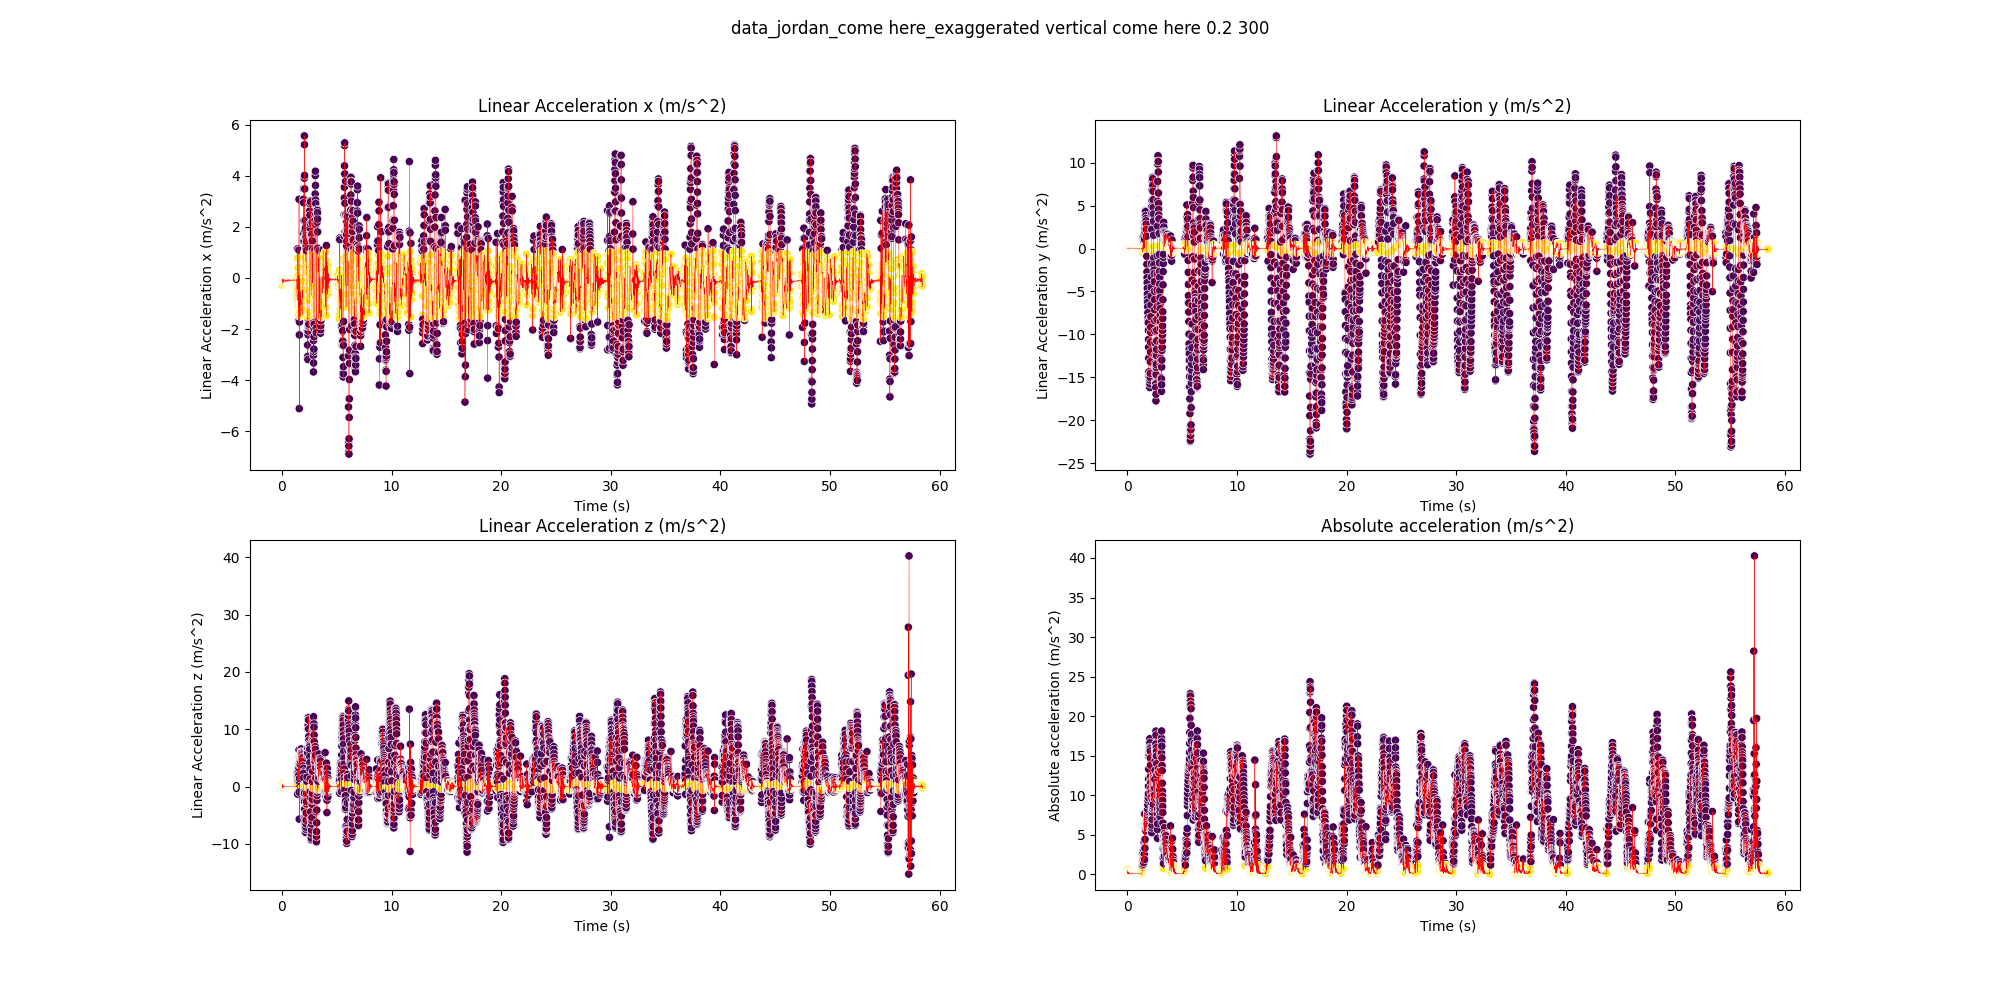 data_jordan_come here_exaggerated vertical come here 0.2 300
Linear Acceleration x (m/s^2)
Linear Acceleration x (m/s^2)
6
4
2
0
−2
−4
−6
0 10 20 30 40 50 60
Time (s)
Linear Acceleration y (m/s^2)
Linear Acceleration y (m/s^2)
10
5
0
−5
−10
−15
−20
−25
0 10 20 30 40 50 60
Time (s)
Linear Acceleration z (m/s^2)
Linear Acceleration z (m/s^2)
40
30
20
10
0
−10
0 10 20 30 40 50 60
Time (s)
Absolute acceleration (m/s^2)
Absolute acceleration (m/s^2)
40
35
30
25
20
15
10
5
0
0 10 20 30 40 50 60
Time (s)